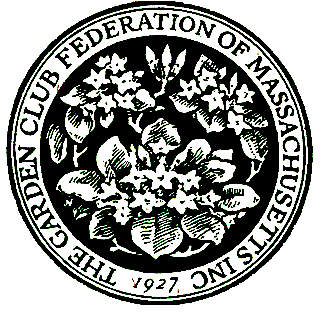 THE GARDEN CLUB FEDERATION OF MASSACHUSETTS INC
1927